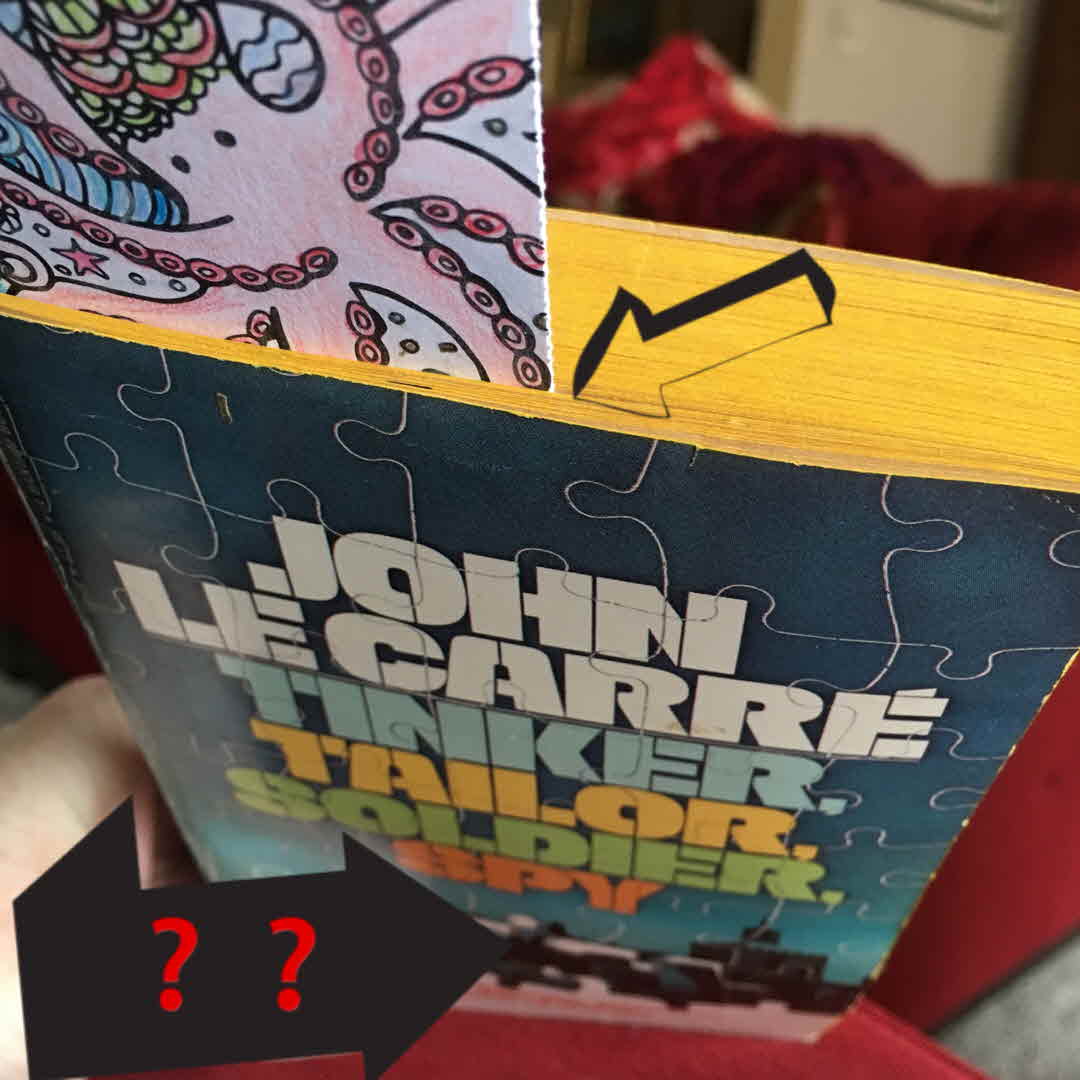 JOHN
LE CARRÉ
TINKER,
TAILOR,
SOLDIER,
SPY
? ?